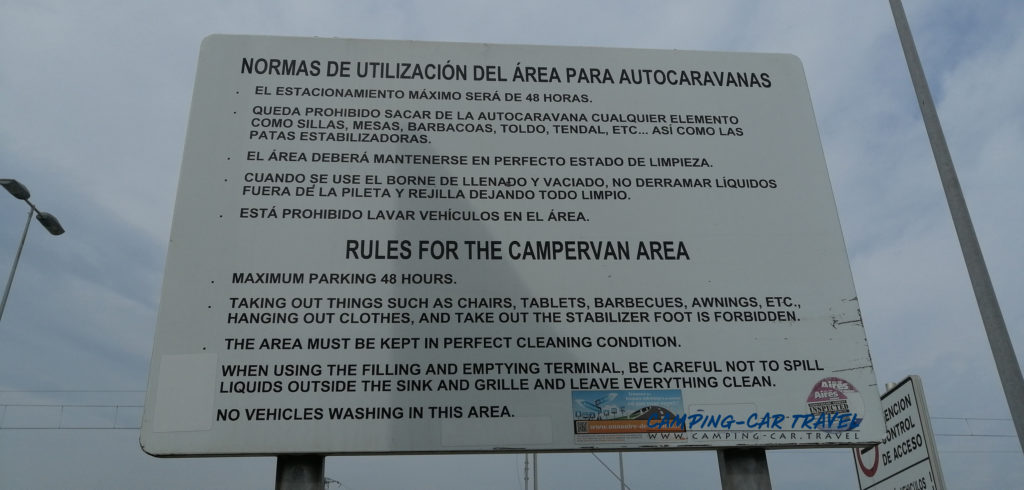 NORMAS DE UTILIZACIÓN DEL ÁREA PARA AUTOCARAVANAS
. EL ESTACIONAMIENTO MÁXIMO SERÁ DE 48 HORAS.
. QUEDA PROHIBIDO SACAR DE LA AUTOCARAVANA CUALQUIER ELEMENTO
COMO SILLAS, MESAS, BARBACOAS, TOLDO, TENDAL, ETC... ASÍ COMO LAS
PATAS ESTABILIZADORAS.
. EL ÁREA DEBERÁ MANTENERSE EN PERFECTO ESTADO DE LIMPIEZA.
. CUANDO SE USE EL BORNE DE LLENADO Y VACIADO, NO DERRAMAR LÍQUIDOS
FUERA DE LA PILETA Y REJILLA DEJANDO TODO LIMPIO.
. ESTÁ PROHIBIDO LAVAR VEHÍCULOS EN EL ÁREA.
RULES FOR THE CAMPERVAN AREA
. MAXIMUM PARKING 48 HOURS.
. TAKING OUT THINGS SUCH AS CHAIRS, TABLETS, BARBECUES, AWNINGS, ETC.,
HANGING OUT CLOTHES, AND TAKE OUT THE STABILIZER FOOT IS FORBIDDEN.
. THE AREA MUST BE KEPT IN PERFECT CLEANING CONDITION.
WHEN USING THE FILLING AND EMPTYING TERMINAL, BE CAREFUL NOT TO SPILL
LIQUIDS OUTSIDE THE SINK AND GRILLE AND LEAVE EVERYTHING CLEAN.
NO VEHICLES WASHING IN THIS AREA.
Aires
INSPECTED
CAMPING-CAR TRAVEL
WWW.CAMPING-CAR.TRAVEL
CONTROL
DE ACCESO